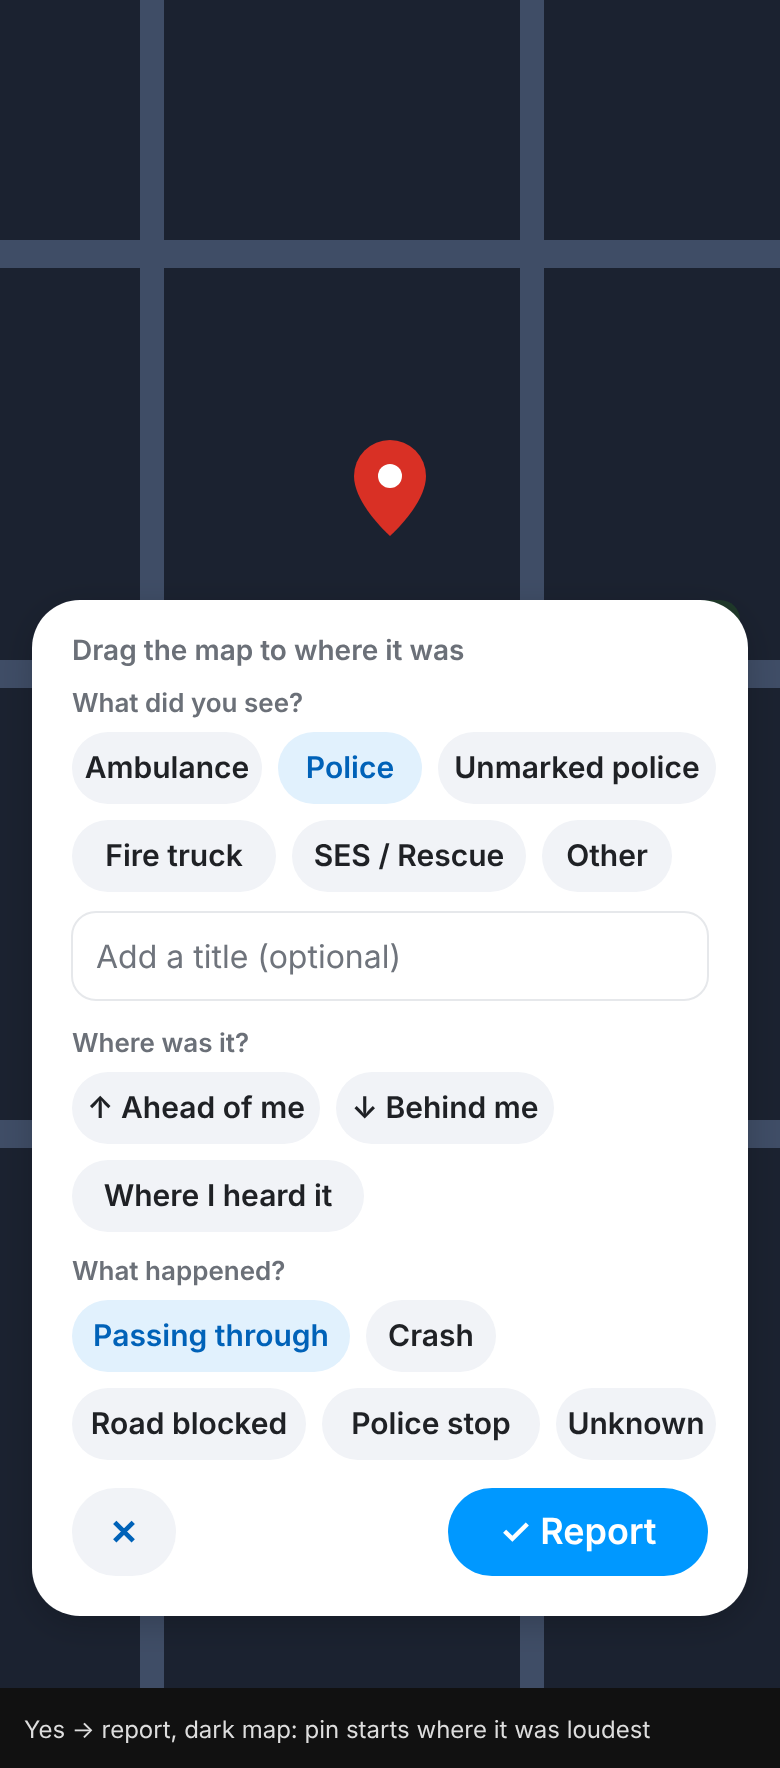 Drag the map to where it was
What did you see?
Ambulance Police Unmarked police
Fire truck SES / Rescue Other
Add a title (optional)
Where was it?
↑ Ahead of me ↓ Behind me
Where I heard it
What happened?
Passing through Crash
Road blocked Police stop Unknown
✕ ✓ Report
Yes → report, dark map: pin starts where it was loudest